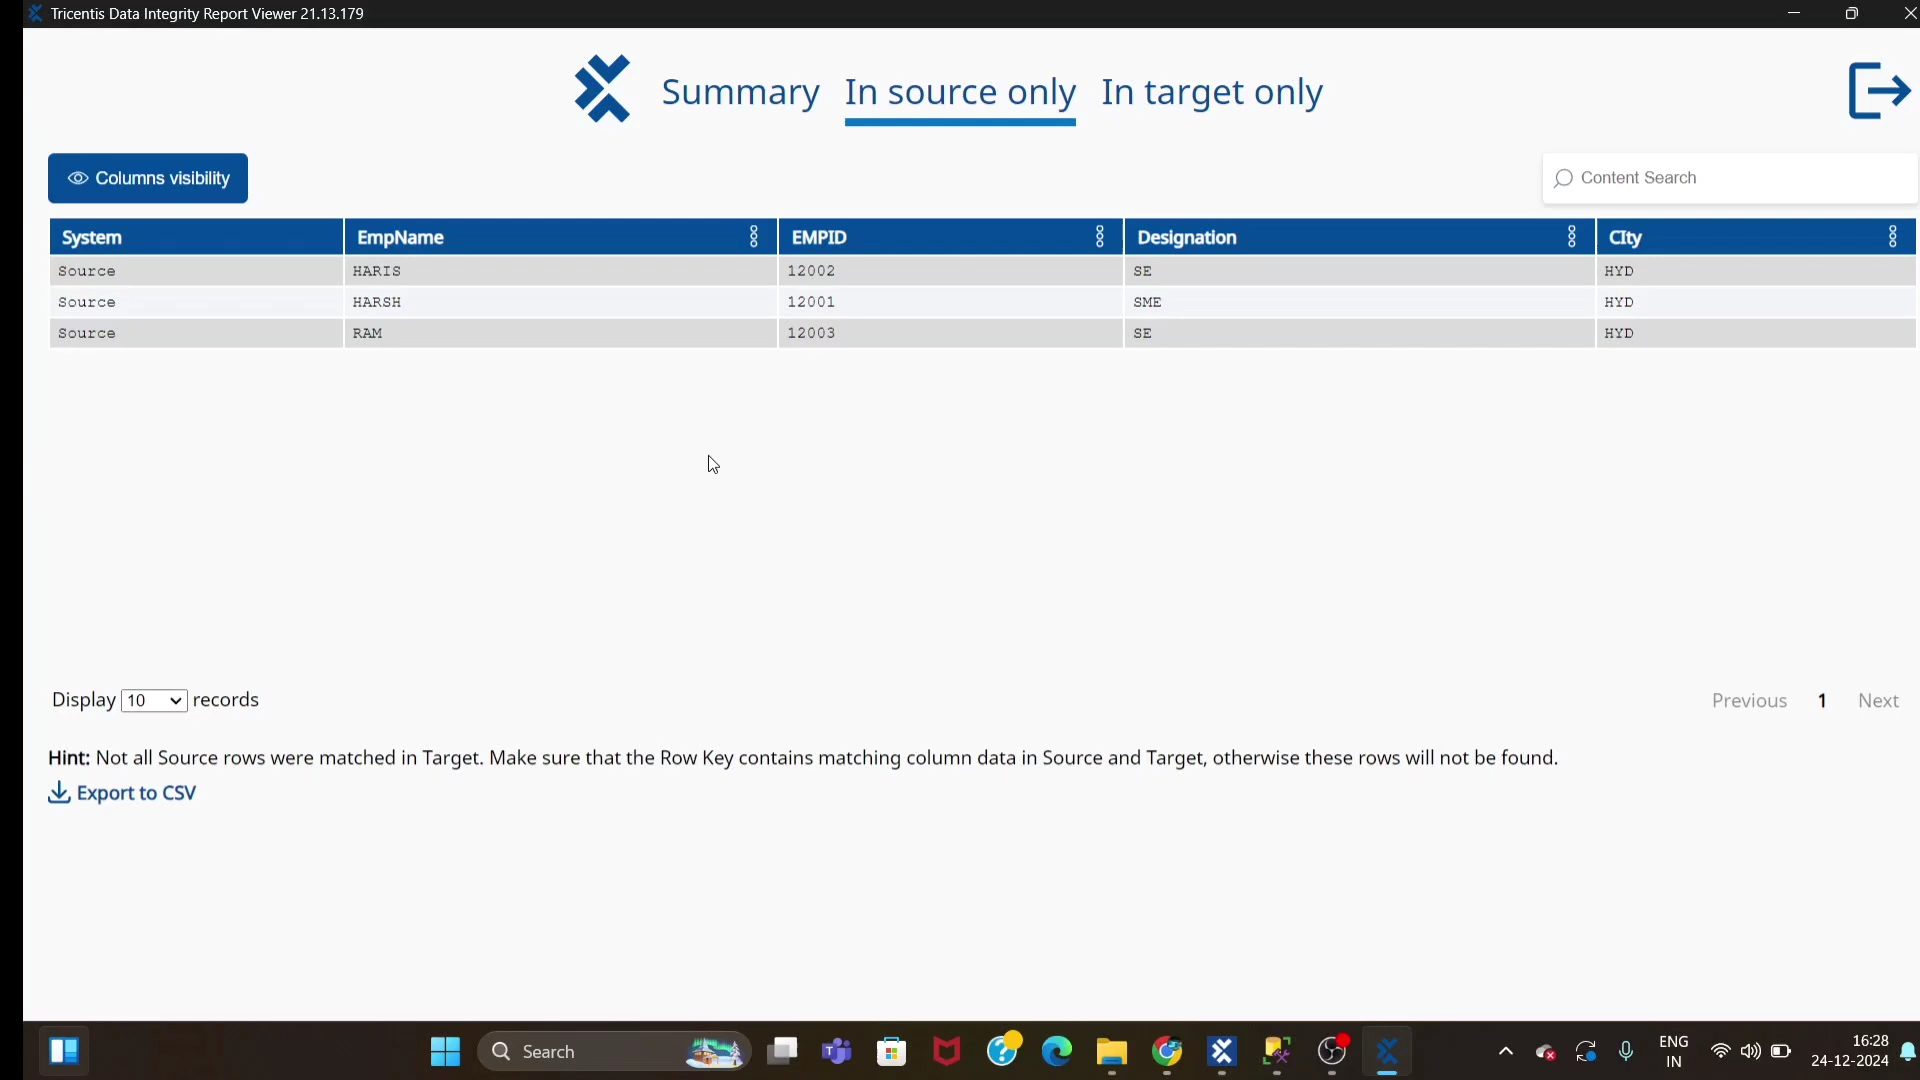 Tricentis Data Integrity Report Viewer 21.13.179
Summary In source only In target only
Columns visibility
Content Search
System EmpName EMPID Designation CIty
Source HARIS 12002 SE HYD
Source HARSH 12001 SME HYD
Source RAM 12003 SE HYD
Display 10 records
Previous 1 Next
Hint: Not all Source rows were matched in Target. Make sure that the Row Key contains matching column data in Source and Target, otherwise these rows will not be found.
Export to CSV
Search
ENG
IN
16:28
24-12-2024